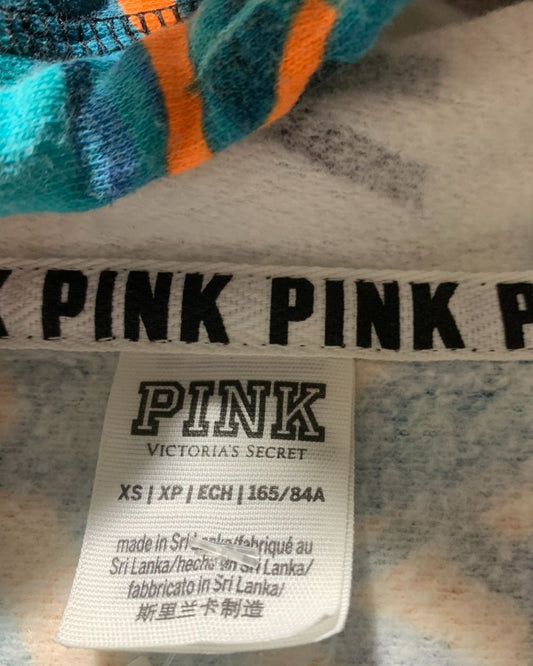 PINK PINK
PINK
VICTORIA'S SECRET
XS | XP | ECH | 165/84A
made in Sri Lanka/fabriqué au
Sri Lanka/hecho en Sri Lanka/
fabbricato in Sri Lanka/
斯里兰卡制造